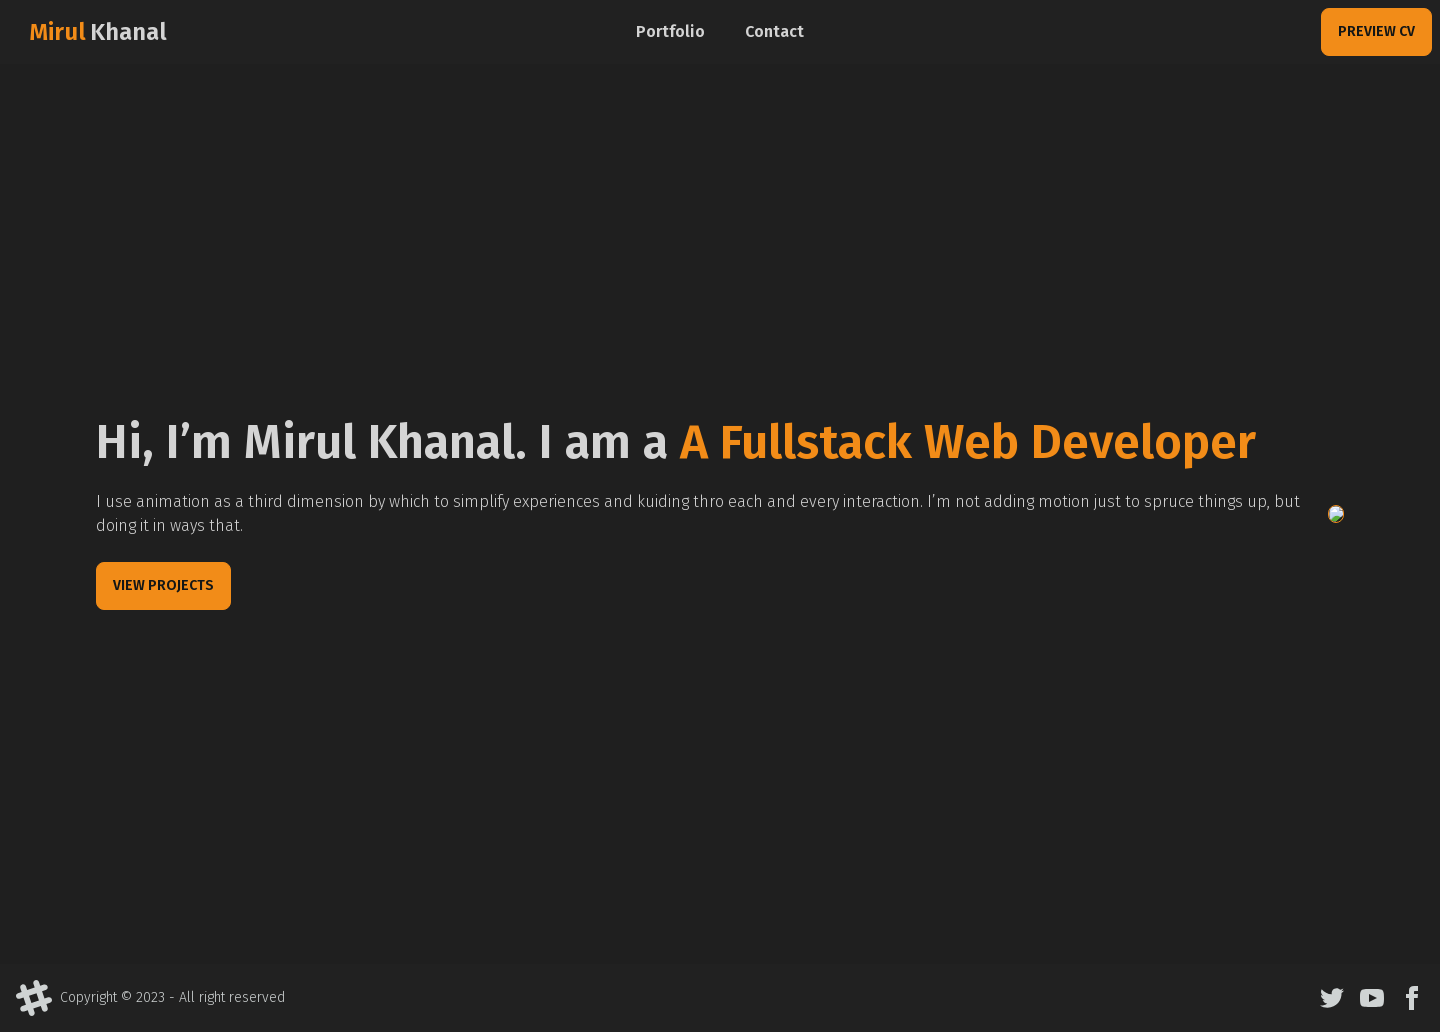 Mirul Khanal
Portfolio
Contact
PREVIEW CV
Hi, I’m Mirul Khanal. I am a A Fullstack Web Developer
I use animation as a third dimension by which to simplify experiences and kuiding thro each and every interaction. I’m not adding motion just to spruce things up, but
doing it in ways that.
VIEW PROJECTS
Copyright © 2023 - All right reserved